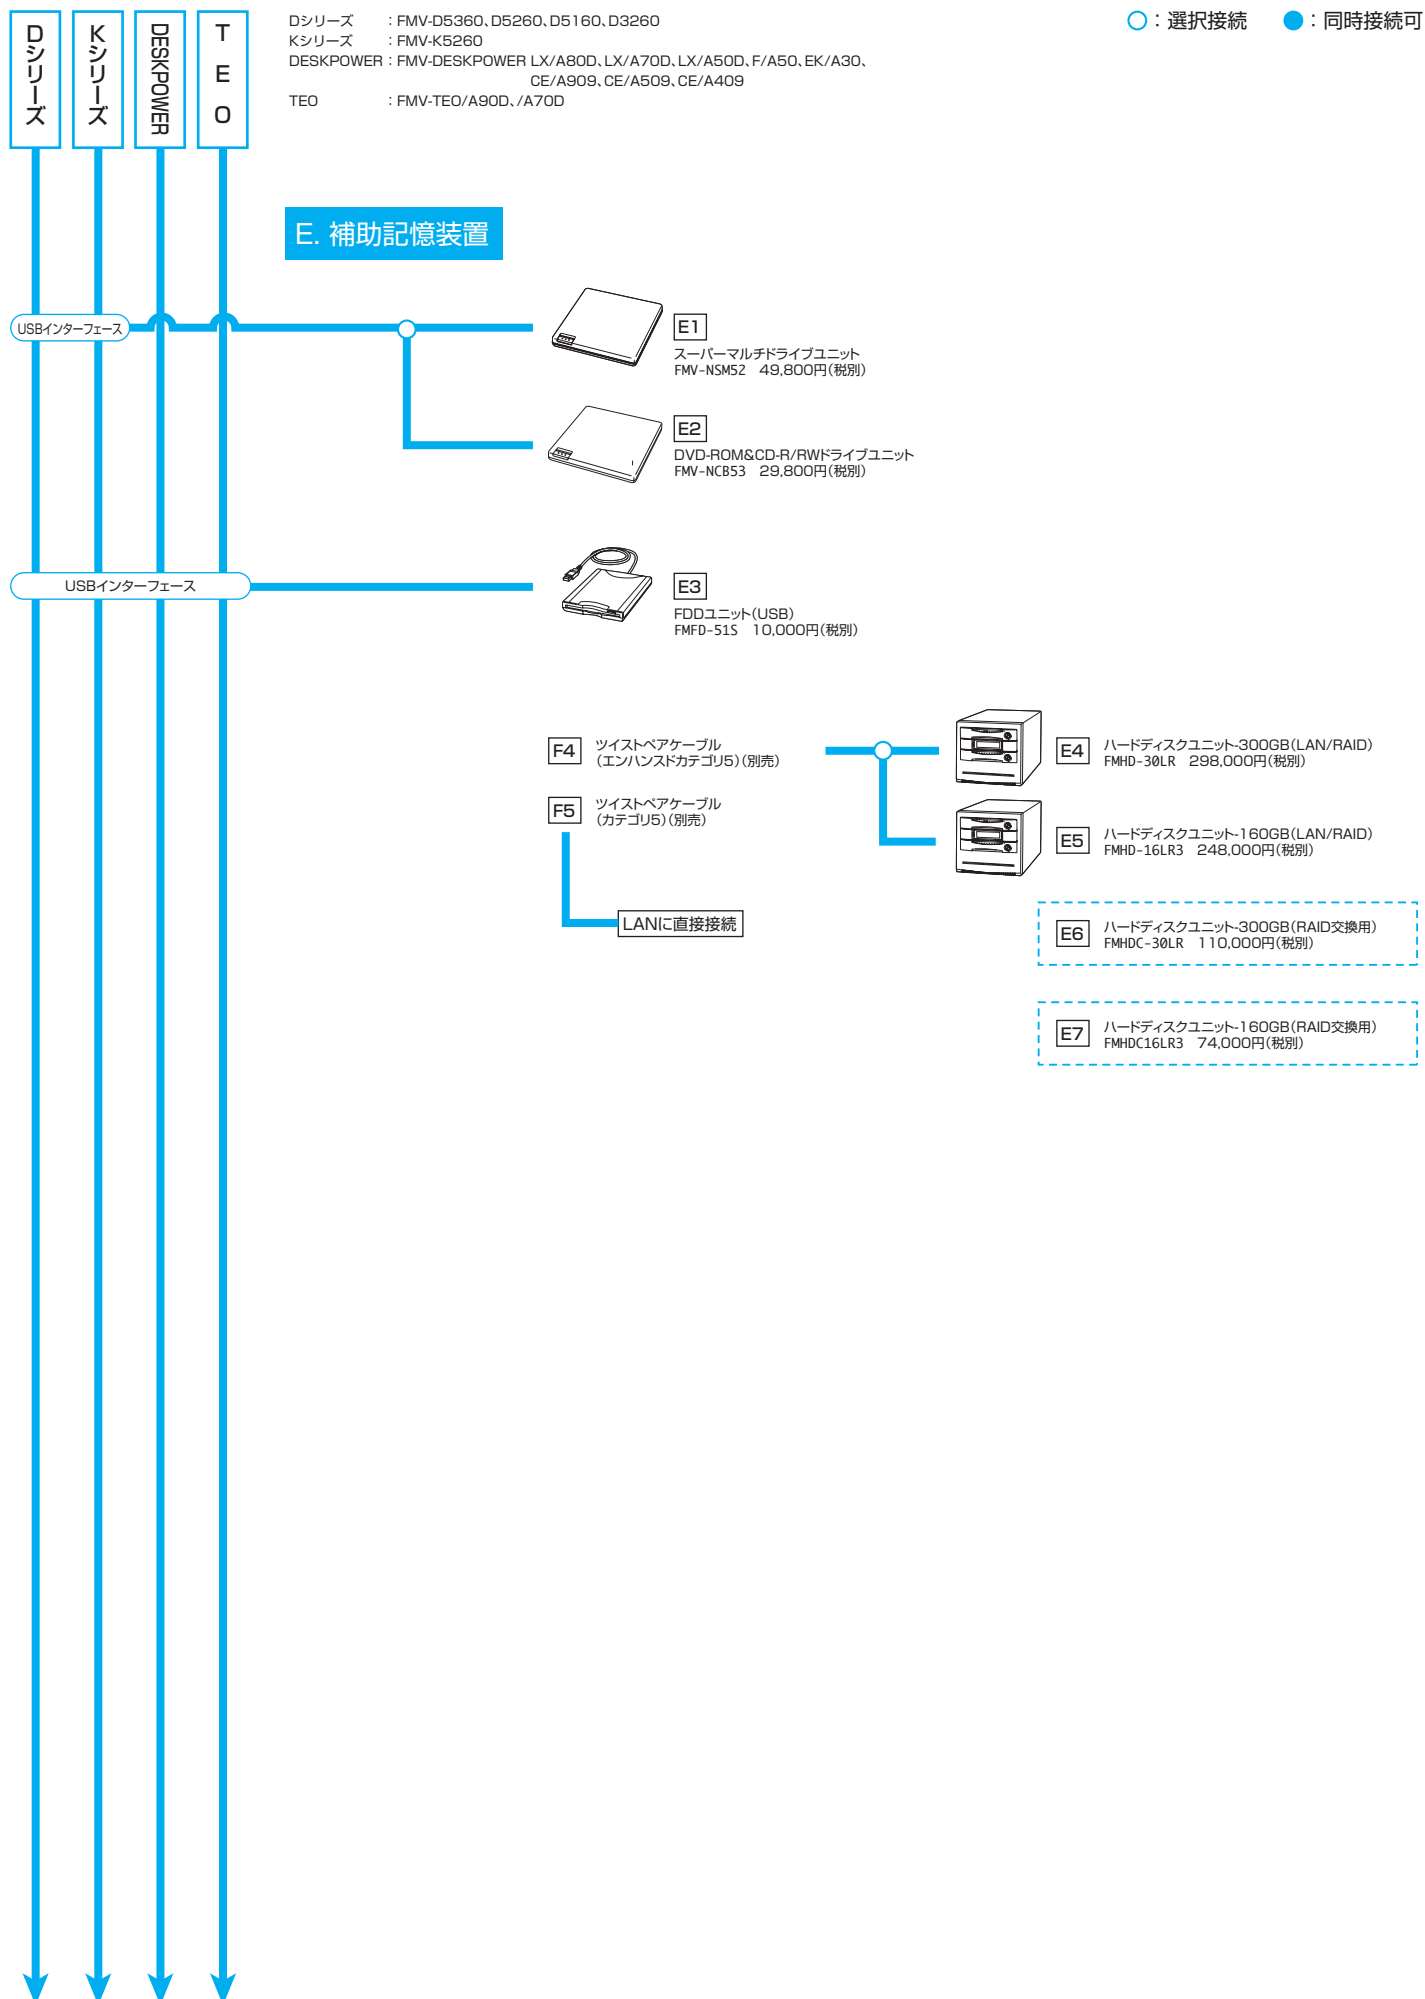 Dシリーズ
Kシリーズ
DESKPOWER
TEO
Dシリーズ ：FMV-D5360、D5260、D5160、D3260
Kシリーズ ：FMV-K5260
DESKPOWER：FMV-DESKPOWER LX/A80D、LX/A70D、LX/A50D、F/A50、EK/A30、
CE/A909、CE/A509、CE/A409
TEO ：FMV-TEO/A90D、/A70D
：選択接続 ：同時接続可
E. 補助記憶装置
USBインターフェース
E1
スーパーマルチドライブユニット
FMV-NSM52 49,800円（税別）
E2
DVD-ROM&CD-R/RWドライブユニット
FMV-NCB53 29,800円（税別）
USBインターフェース
E3
FDDユニット（USB）
FMFD-51S 10,000円（税別）
F4 ツイストペアケーブル
（エンハンスドカテゴリ5）（別売）
E4 ハードディスクユニット-300GB（LAN/RAID）
FMHD-30LR 298,000円（税別）
F5 ツイストペアケーブル
（カテゴリ5）（別売）
E5 ハードディスクユニット-160GB（LAN/RAID）
FMHD-16LR3 248,000円（税別）
LANに直接接続
E6 ハードディスクユニット-300GB（RAID交換用）
FMHDC-30LR 110,000円（税別）
E7 ハードディスクユニット-160GB（RAID交換用）
FMHDC16LR3 74,000円（税別）